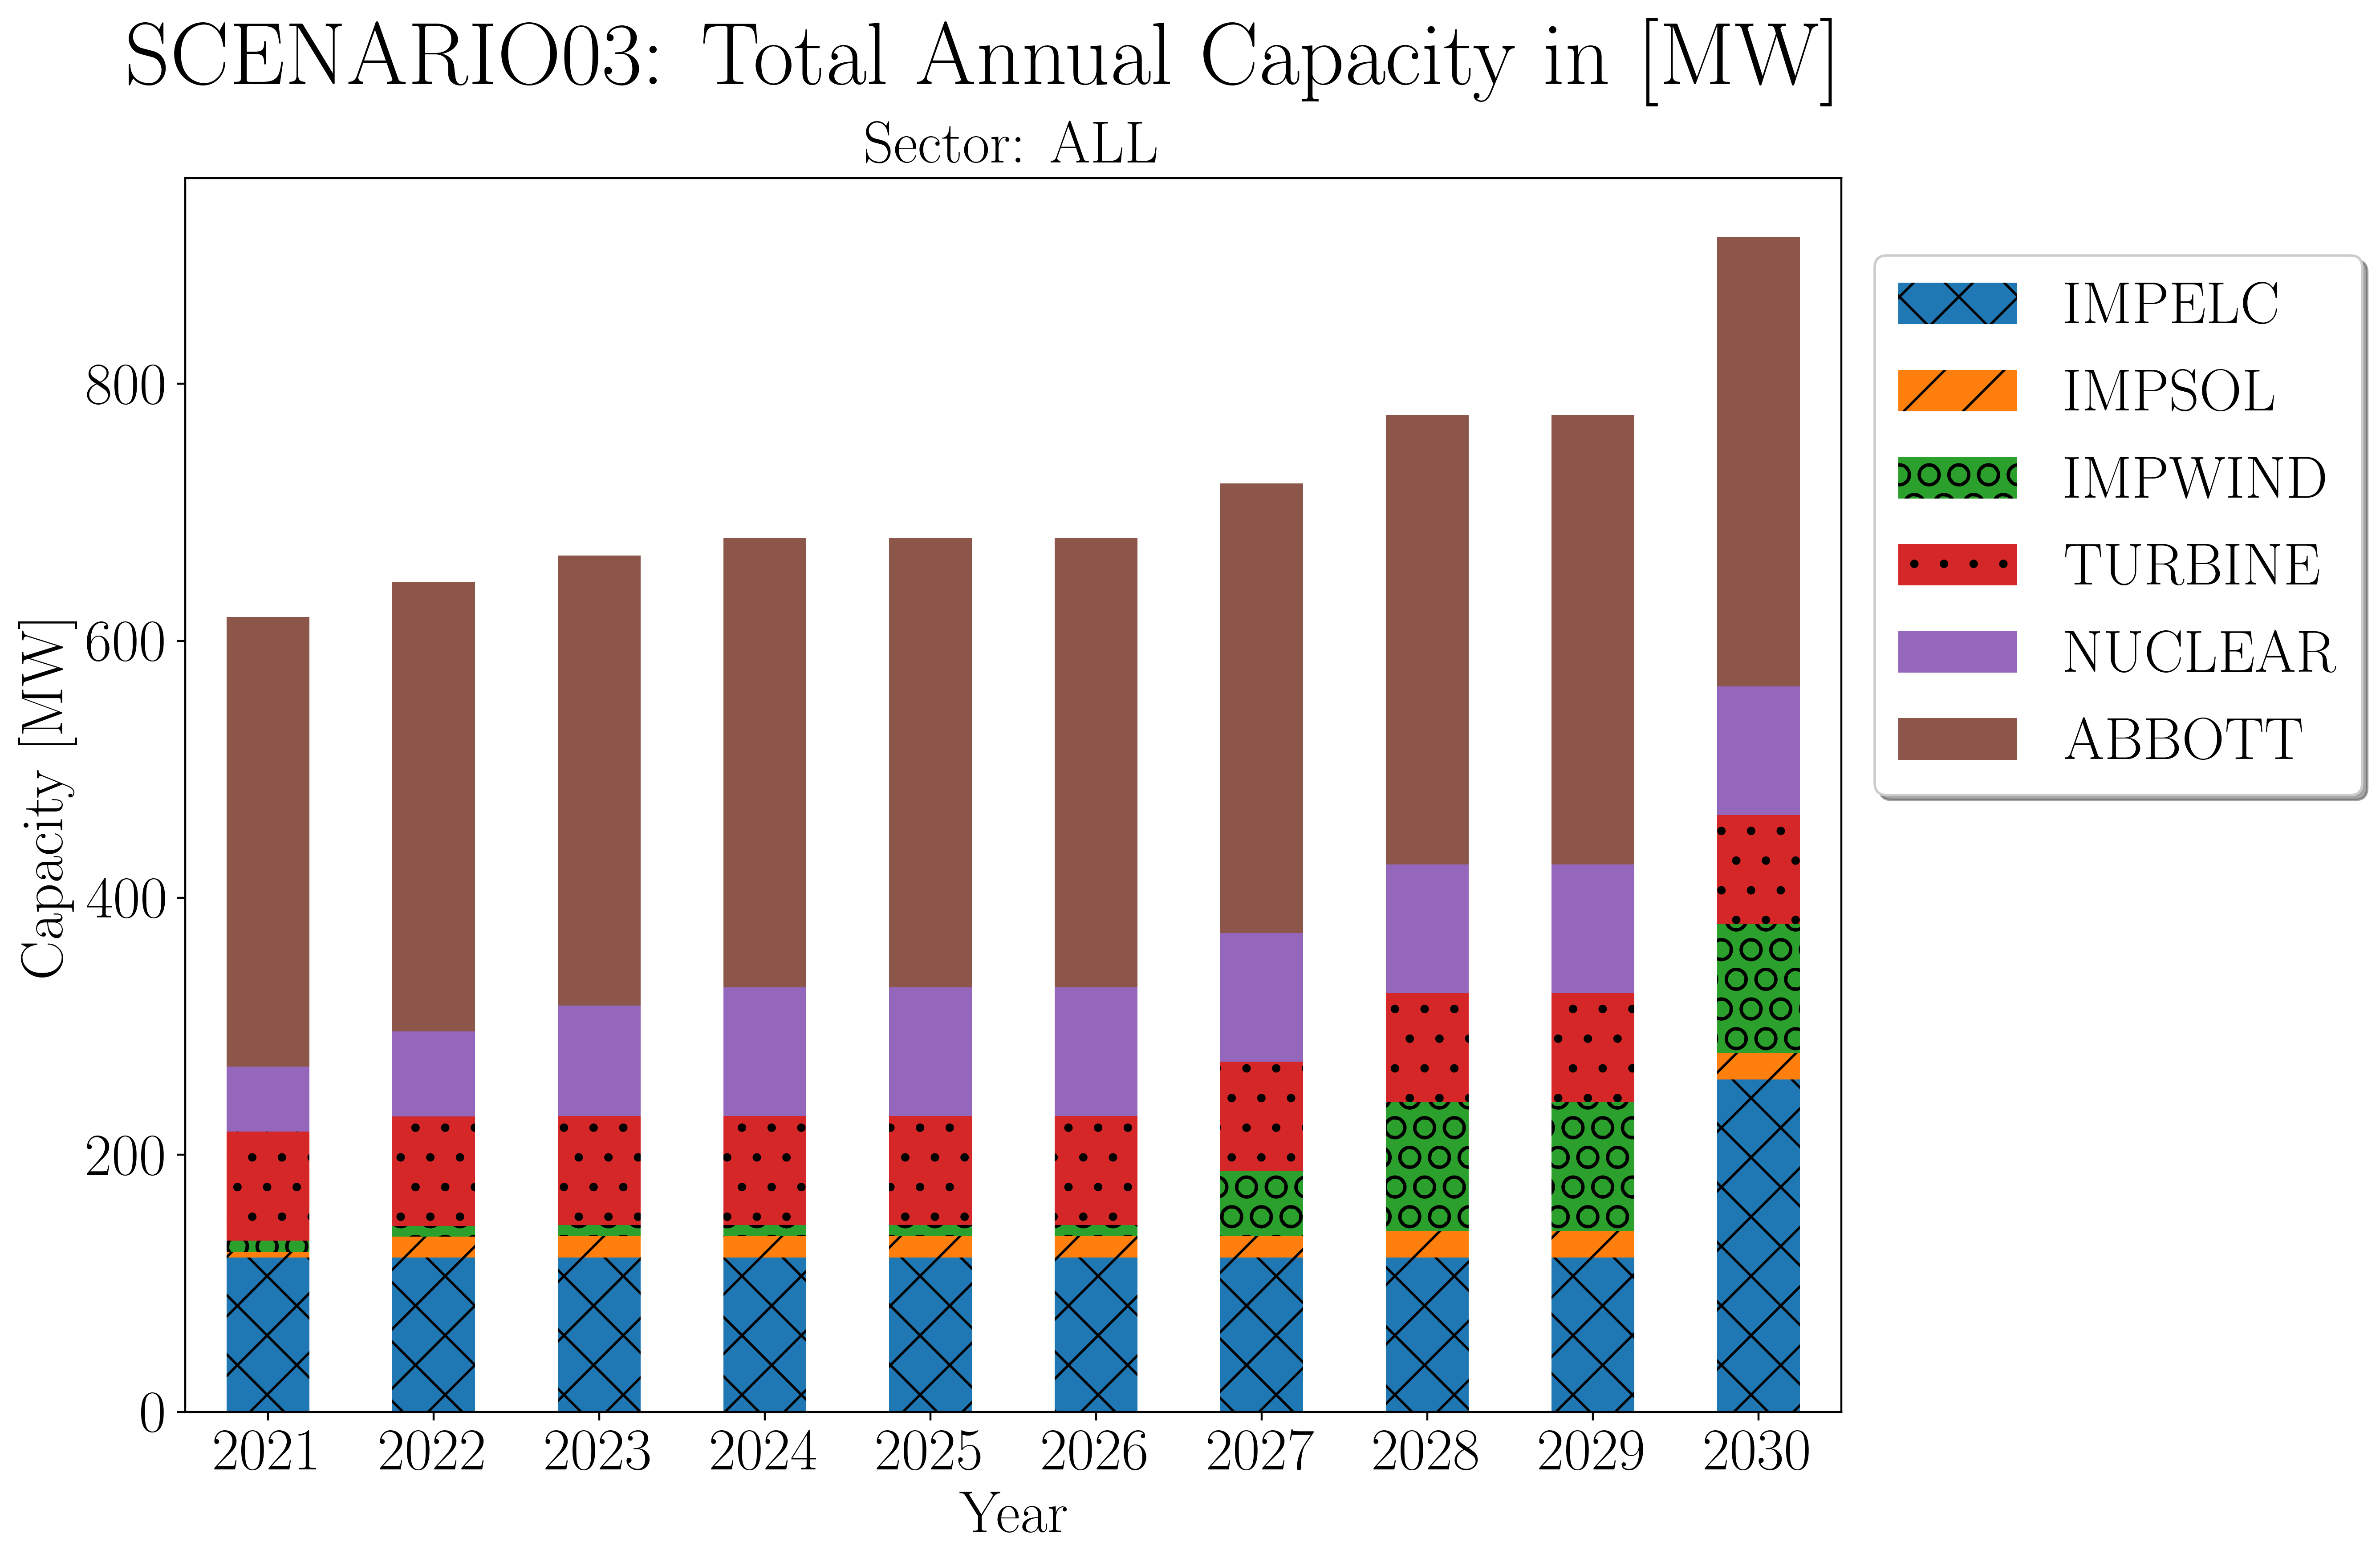 SCENARIO03: Total Annual Capacity in [MW]
Sector: ALL
Capacity [MW]
800
600
400
200
0
2021 2022 2023 2024 2025 2026 2027 2028 2029 2030
Year
IMPELC
IMPSOL
IMPWIND
TURBINE
NUCLEAR
ABBOTT